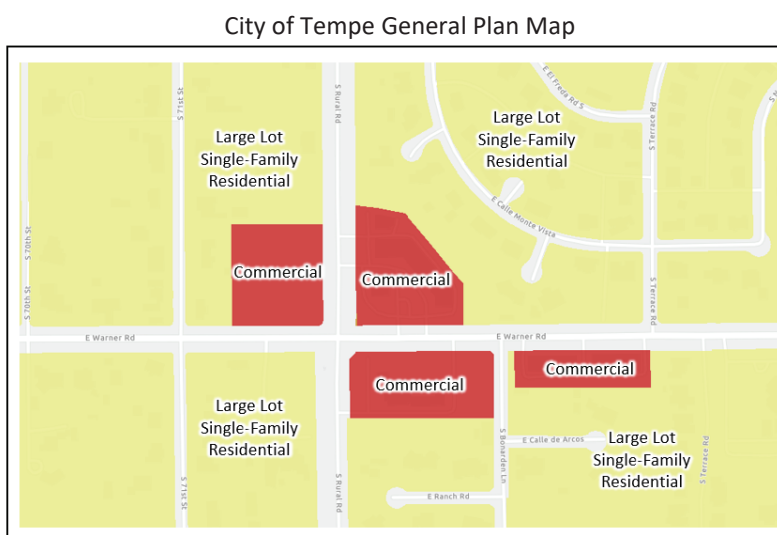 City of Tempe General Plan Map
E El Freda Rd S
S 71st St
S Rural Rd
S Terrace Rd
Large Lot
Single-Family
Residential
Large Lot
Single-Family
Residential
E Calle Monte Vista
S 70th St
S 70th St
Commercial
Commercial
S Terrace Rd
E Warner Rd
E Warner Rd
Commercial
Commercial
Large Lot
Single-Family
Residential
S Bonarden Ln
E Calle de Arcos
Large Lot
Single-Family
Residential
S Terrace Rd
S 71st St
S Rural Rd
E Ranch Rd